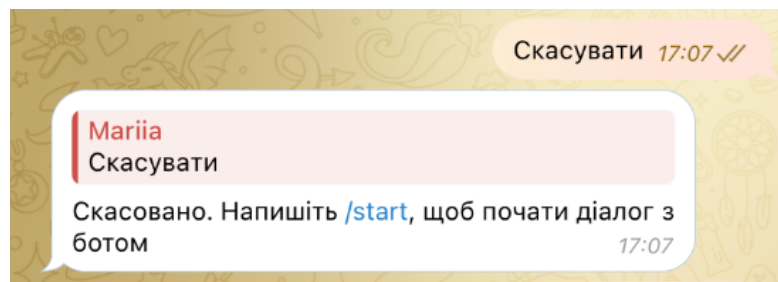 Скасувати 17:07
Mariia
Скасувати
Скасовано. Напишіть /start, щоб почати діалог з
ботом 17:07